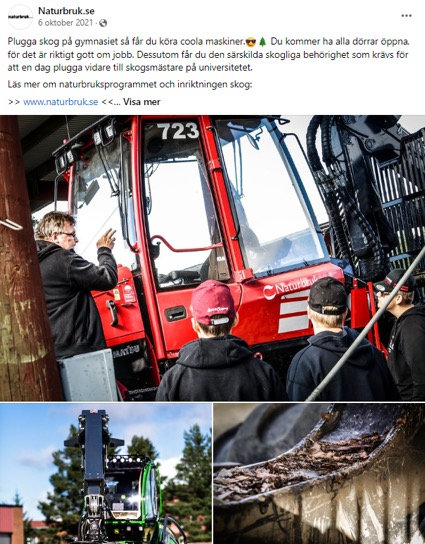 Naturbruk.se
naturbruk.se
6 oktober 2021 ·
Plugga skog på gymnasiet så får du köra coola maskiner😎🌲 Du kommer ha alla dörrar öppna,
för det är riktigt gott om jobb. Dessutom får du den särskilda skogliga behörighet som krävs för
att en dag plugga vidare till skogsmästare på universitetet.
Läs mer om naturbruksprogrammet och inriktningen skog:
>> www.naturbruk.se <<... Visa mer
723
Naturbruk